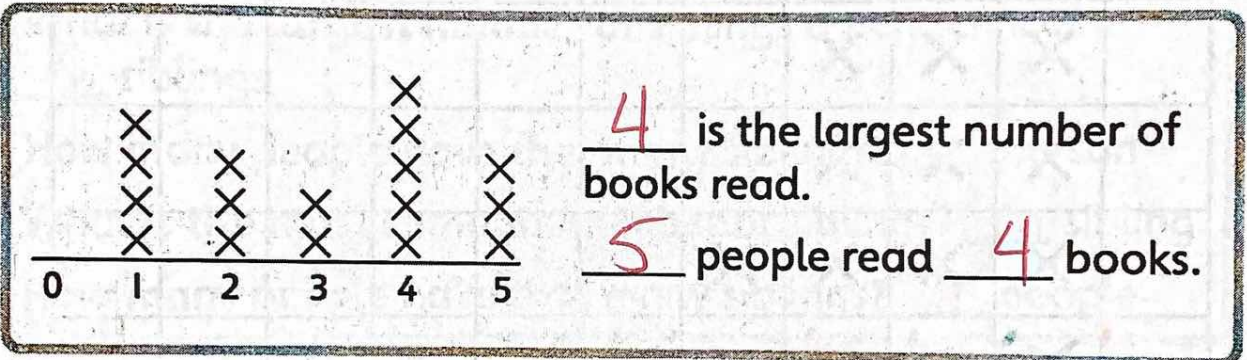 4 is the largest number of
books read.
5 people read 4 books.
0 1 2 3 4 5